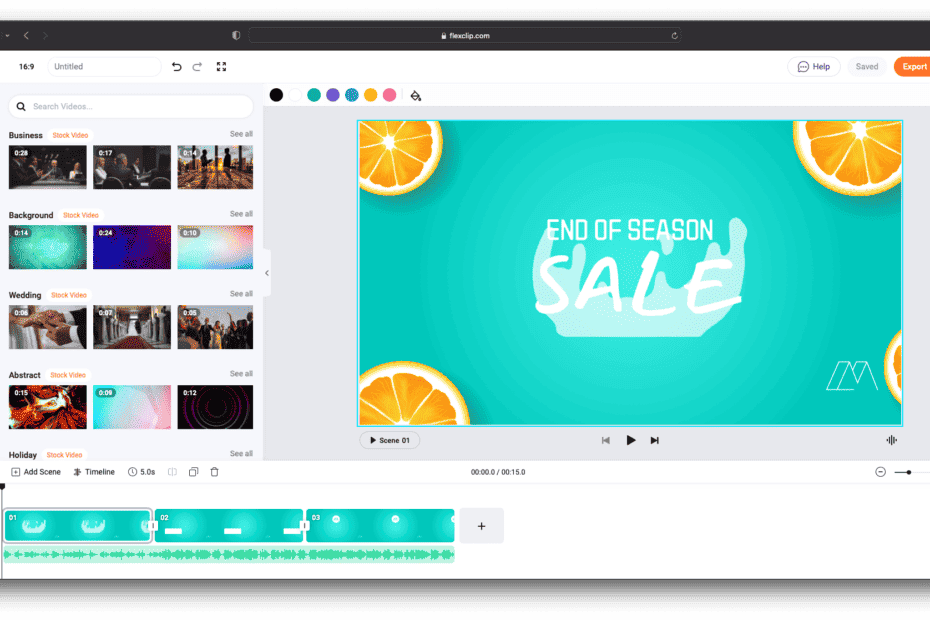 flexclip.com
16:9 Untitled Help Saved Export
Search Videos...
Business Stock Video See all
0:28 0:17 0:14
Background Stock Video See all
0:14 0:24 0:10
Wedding Stock Video See all
0:06 0:07 0:05
Abstract Stock Video See all
0:15 0:09 0:12
Holiday Stock Video See all
END OF SEASON
SALE
Scene 01
Add Scene Timeline 5.0s 00:00.0 / 00:15.0
01 02 03